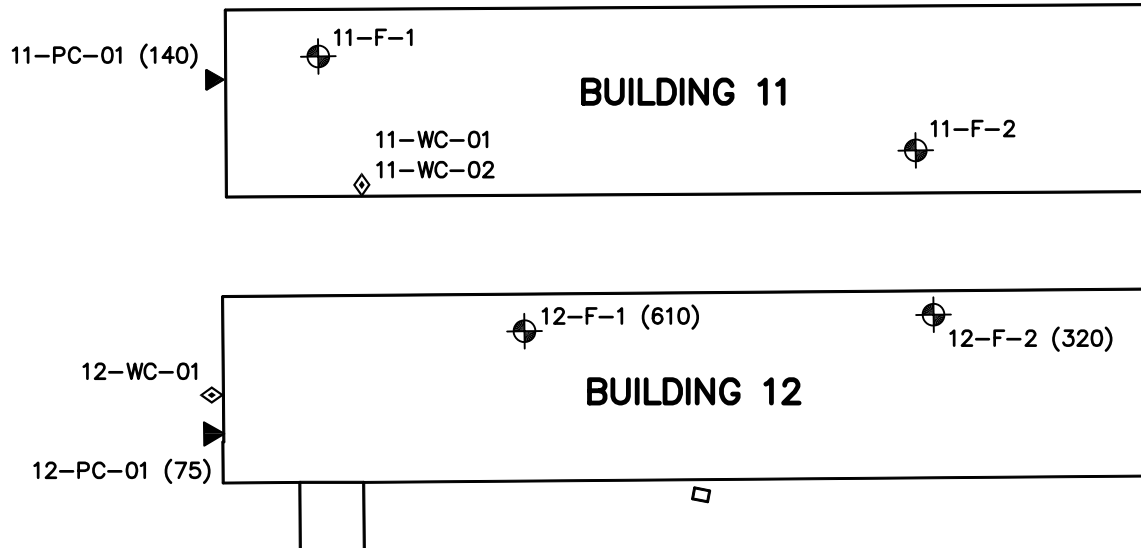 11-F-1
11-PC-01 (140)
BUILDING 11
11-F-2
11-WC-01
11-WC-02
12-F-1 (610)
12-F-2 (320)
12-WC-01
BUILDING 12
12-PC-01 (75)